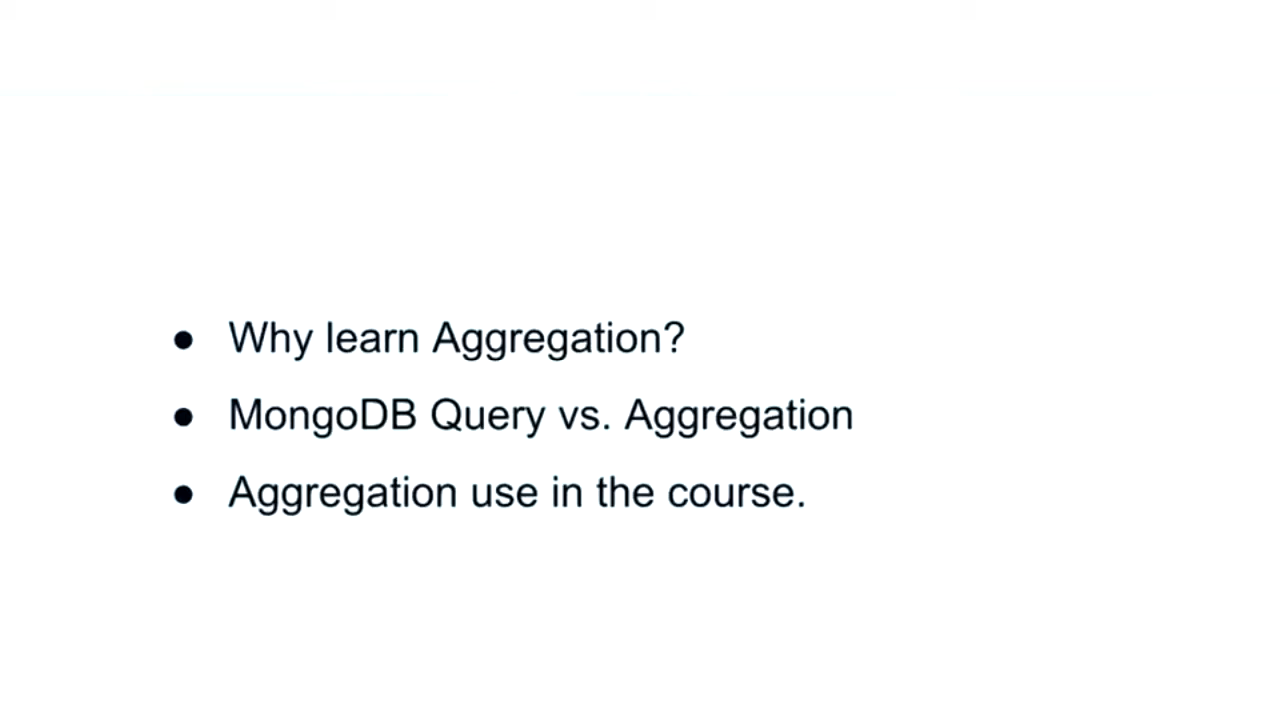 ● Why learn Aggregation?
● MongoDB Query vs. Aggregation
● Aggregation use in the course.